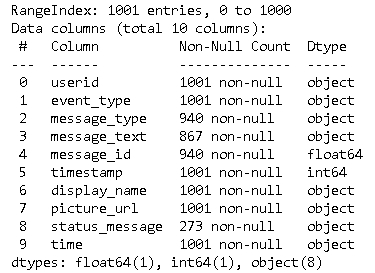 RangeIndex: 1001 entries, 0 to 1000
Data columns (total 10 columns):
 #   Column          Non-Null Count  Dtype
---  ------          --------------  -----
 0   userid          1001 non-null   object
 1   event_type      1001 non-null   object
 2   message_type    940 non-null    object
 3   message_text    867 non-null    object
 4   message_id      940 non-null    float64
 5   timestamp       1001 non-null   int64
 6   display_name    1001 non-null   object
 7   picture_url     1001 non-null   object
 8   status_message  273 non-null    object
 9   time            1001 non-null   object
dtypes: float64(1), int64(1), object(8)